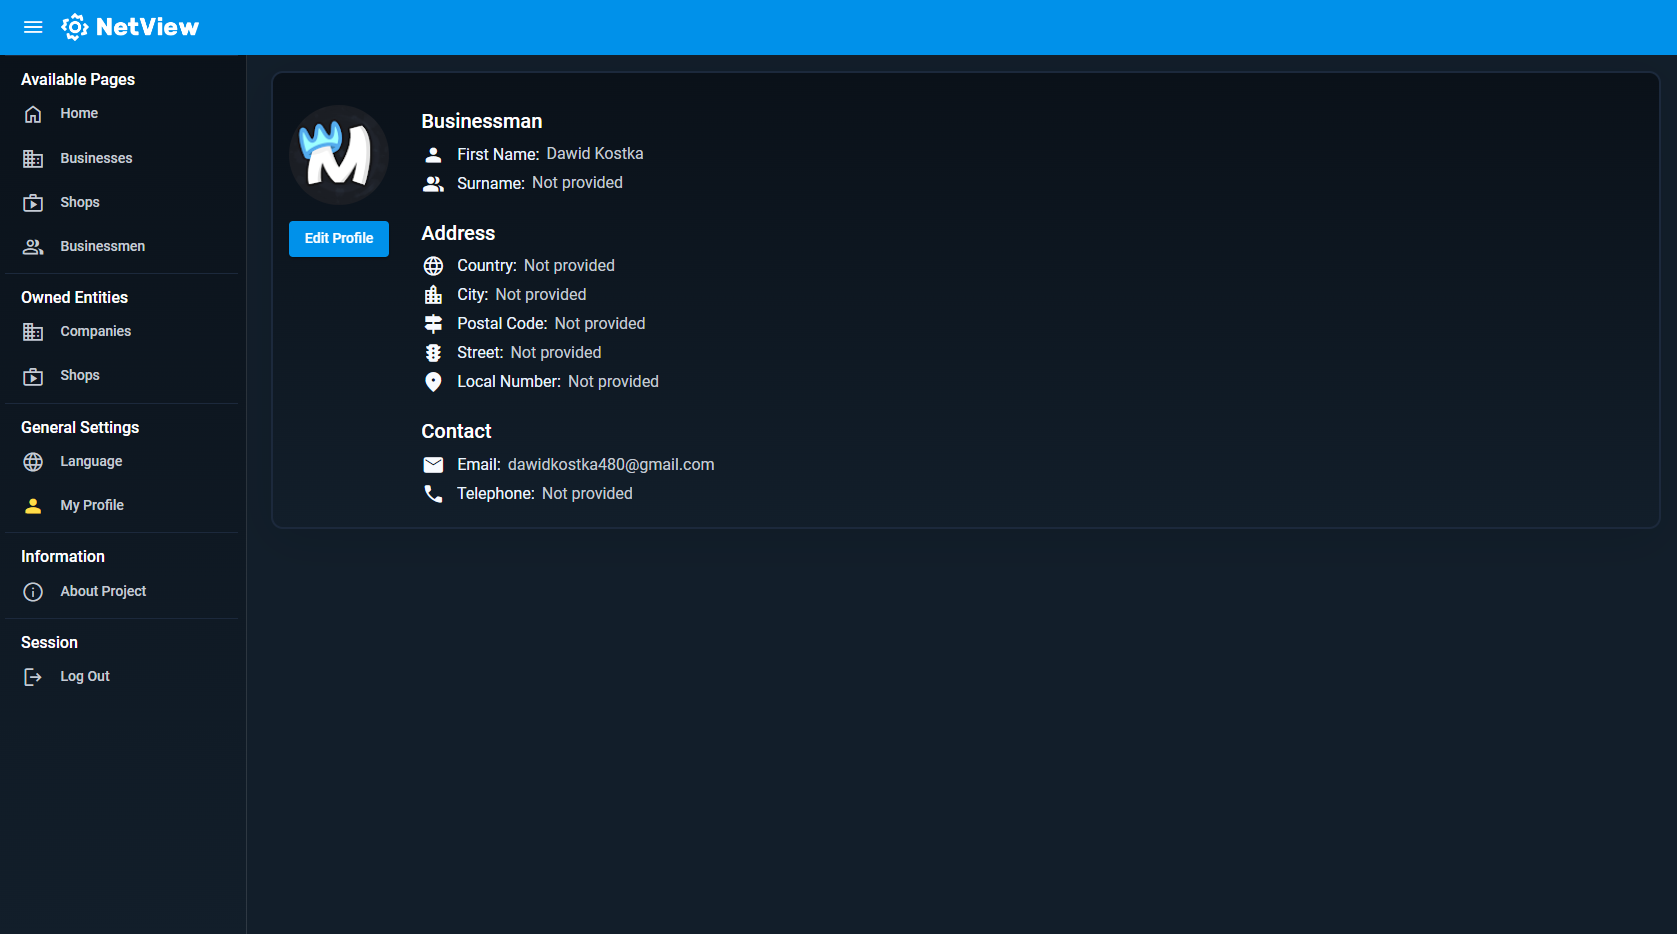 NetView
Available Pages
Home
Businesses
Shops
Businessmen
Owned Entities
Companies
Shops
General Settings
Language
My Profile
Information
About Project
Session
Log Out
M
Edit Profile
Businessman
First Name: Dawid Kostka
Surname: Not provided
Address
Country: Not provided
City: Not provided
Postal Code: Not provided
Street: Not provided
Local Number: Not provided
Contact
Email: dawidkostka480@gmail.com
Telephone: Not provided